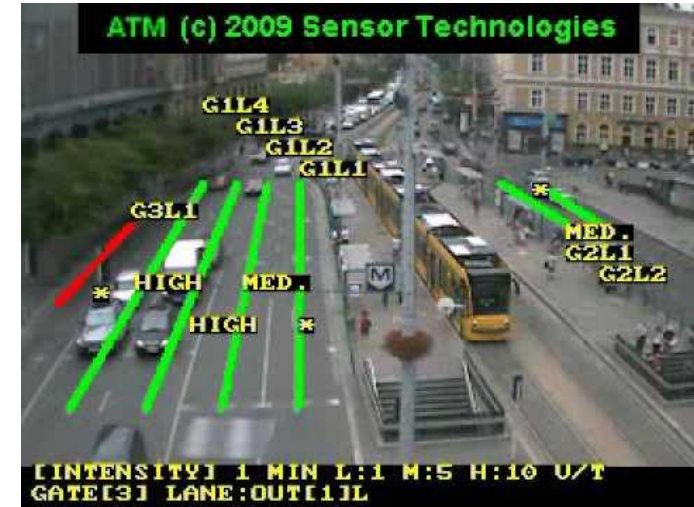 ATM (c) 2009 Sensor Technologies
G1L4
G1L3
G1L2
G1L1
G3L1
MED.
G2L1
G2L2
* HIGH MED.
HIGH *
*
M
[INTENSITY] 1 MIN L:1 M:5 H:10 V/T
GATE[3] LANE:OUT[1]L